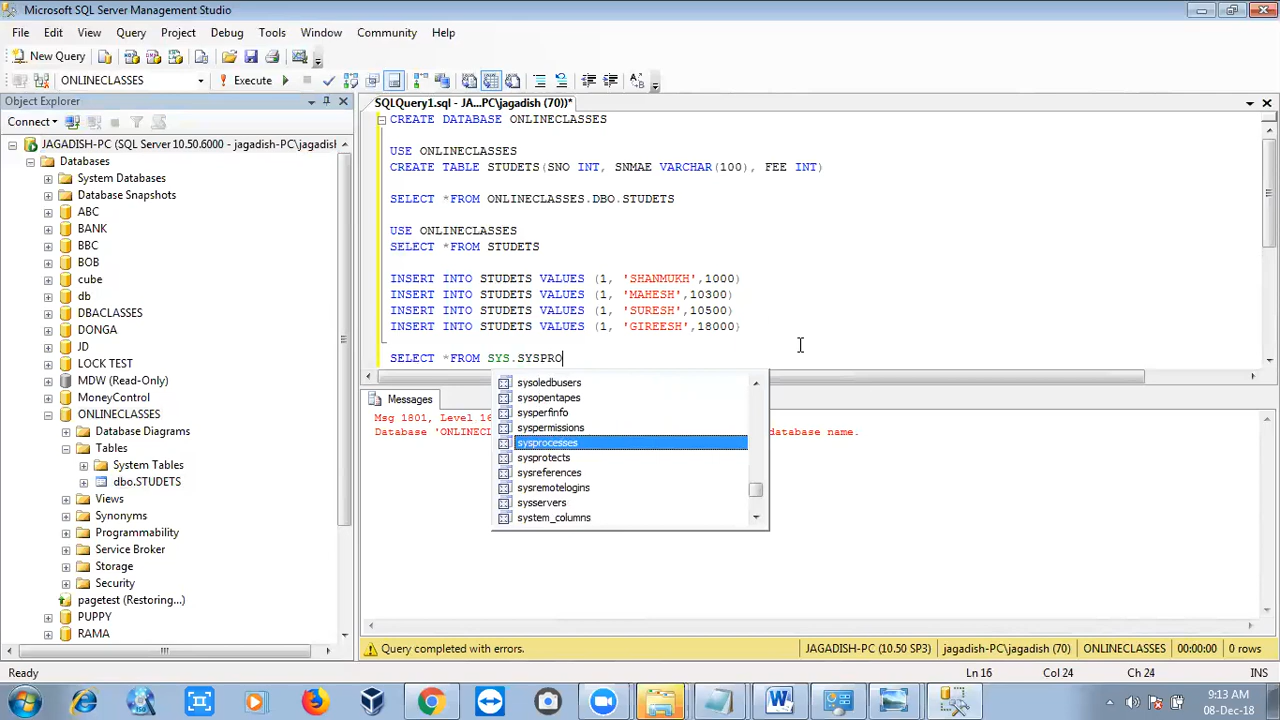 Microsoft SQL Server Management Studio
File Edit View Query Project Debug Tools Window Community Help
New Query
ONLINECLASSES Execute
Object Explorer
SQLQuery1.sql - JA...PC\jagadish (70))*
Connect
JAGADISH-PC (SQL Server 10.50.6000 - jagadish-PC\jagadish
Databases
System Databases
Database Snapshots
ABC
BANK
BBC
BOB
cube
db
DBACLASSES
DONGA
JD
LOCK TEST
MDW (Read-Only)
MoneyControl
ONLINECLASSES
Database Diagrams
Tables
System Tables
dbo.STUDETS
Views
Synonyms
Programmability
Service Broker
Storage
Security
pagetest (Restoring...)
PUPPY
RAMA
CREATE DATABASE ONLINECLASSES
USE ONLINECLASSES
CREATE TABLE STUDETS(SNO INT, SNMAE VARCHAR(100), FEE INT)
SELECT *FROM ONLINECLASSES.DBO.STUDETS
USE ONLINECLASSES
SELECT *FROM STUDETS
INSERT INTO STUDETS VALUES (1, 'SHANMUKH',1000)
INSERT INTO STUDETS VALUES (1, 'MAHESH',10300)
INSERT INTO STUDETS VALUES (1, 'SURESH',10500)
INSERT INTO STUDETS VALUES (1, 'GIREESH',18000)
SELECT *FROM SYS.SYSPRO
sysoledbusers
sysopentapes
sysperfinfo
syspermissions
sysprocesses
sysprotects
sysreferences
sysremotelogins
sysservers
system_columns
Messages
Msg 1801, Level 16
Database 'ONLINECL database name.
Query completed with errors. JAGADISH-PC (10.50 SP3) jagadish-PC\jagadish (70) ONLINECLASSES 00:00:00 0 rows
Ready Ln 16 Col 24 Ch 24 INS
9:13 AM
08-Dec-18